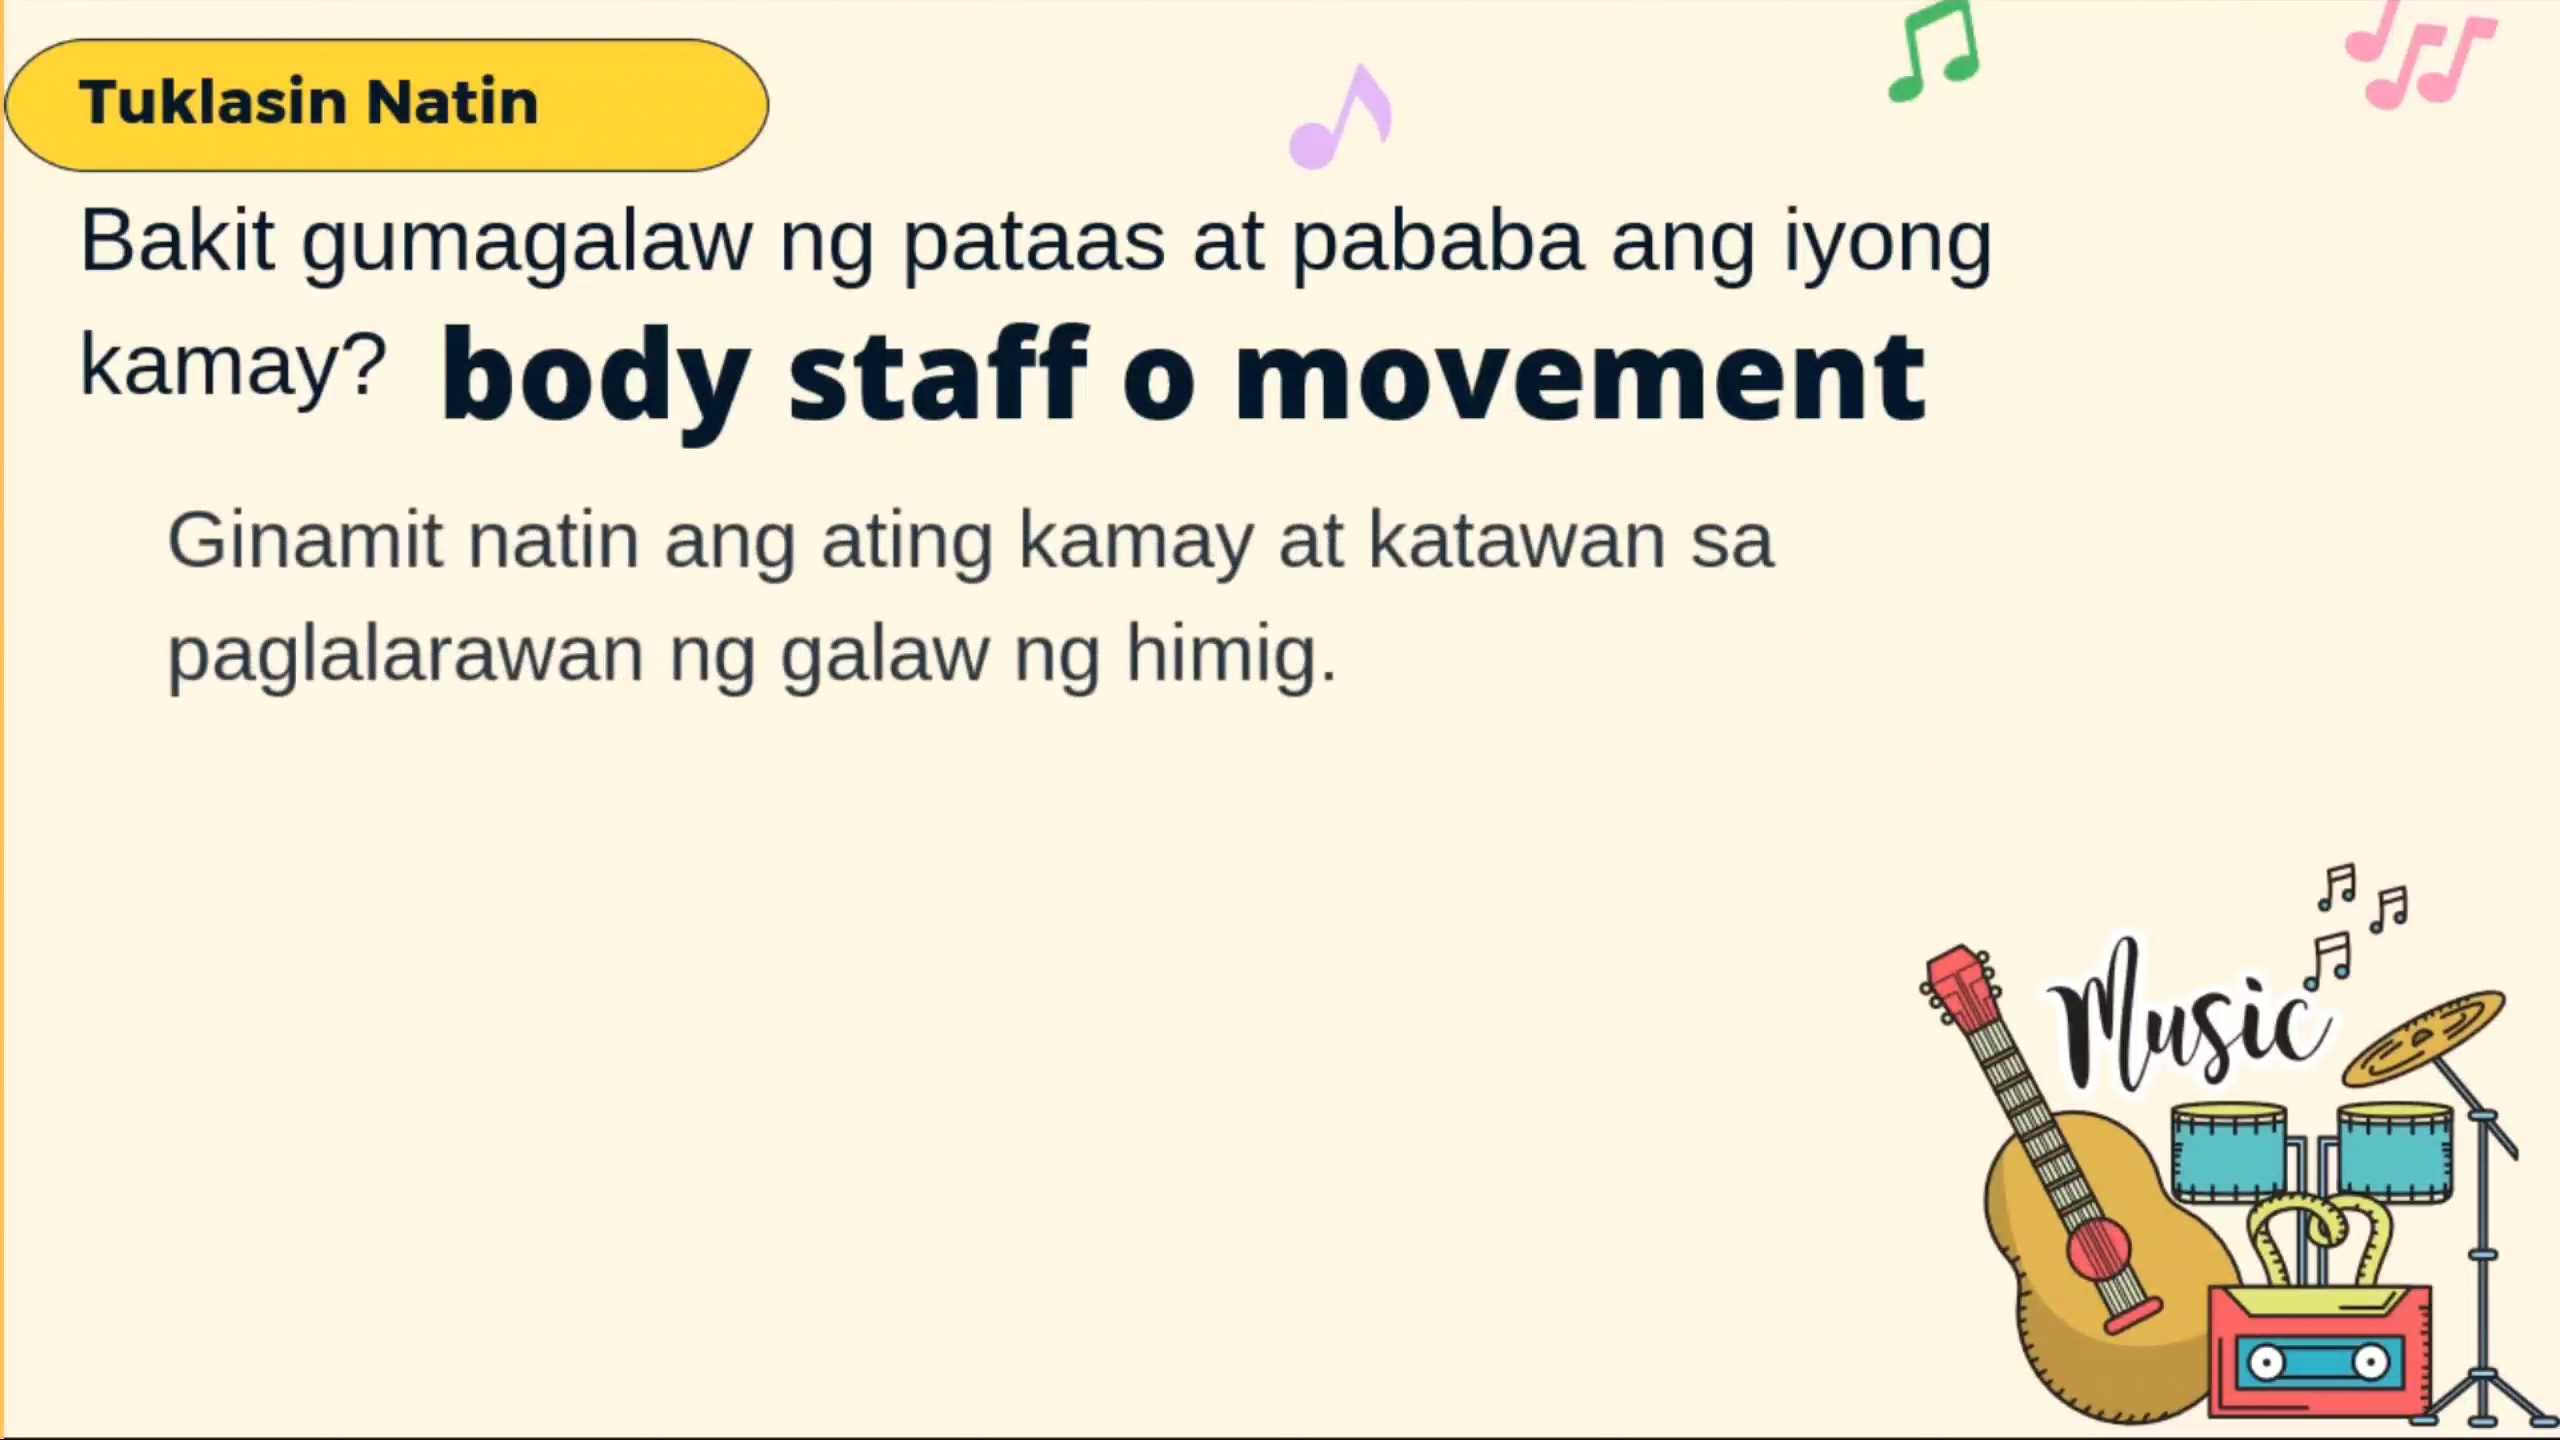 Tuklasin Natin
Bakit gumagalaw ng pataas at pababa ang iyong
kamay? body staff o movement
Ginamit natin ang ating kamay at katawan sa
paglalarawan ng galaw ng himig.
Music